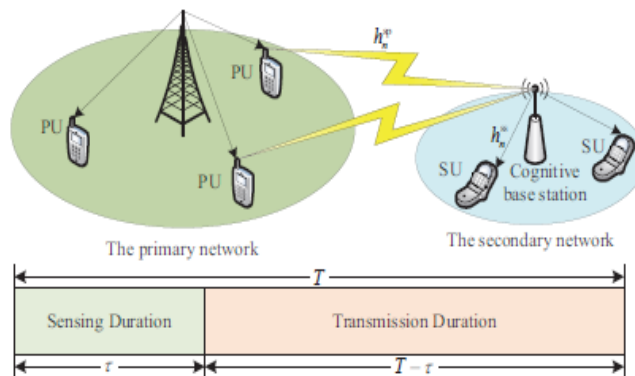 PU
PU
PU
h_n^sp
h_n^ss
SU
SU
Cognitive
base station
The primary network
The secondary network
T
Sensing Duration
Transmission Duration
τ
T − τ